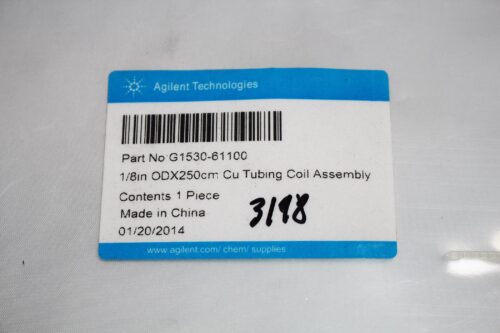 Agilent Technologies
Part No G1530-61100
1/8in ODX250cm Cu Tubing Coil Assembly
Contents 1 Piece
Made in China
3198
01/20/2014
www.agilent.com/ chem/ supplies